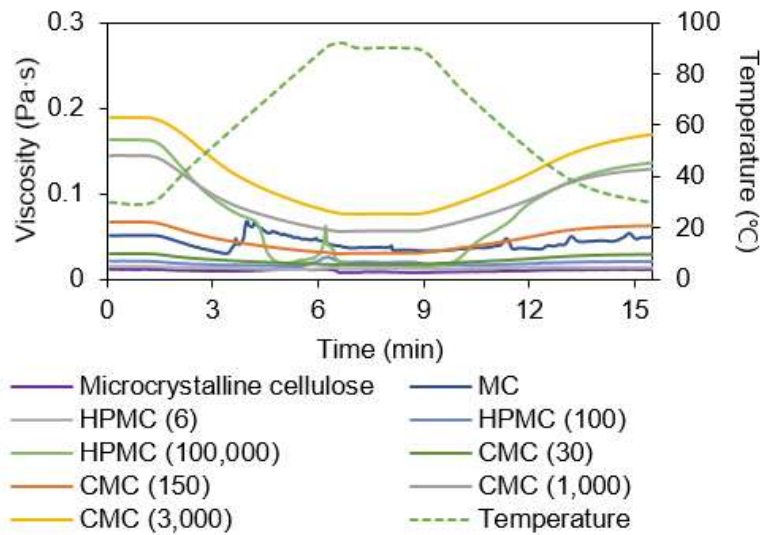 0.3
0.2
0.1
0
Viscosity (Pa·s)
100
80
60
40
20
0
Temperature (℃)
0 3 6 9 12 15
Time (min)
Microcrystalline cellulose MC
HPMC (6) HPMC (100)
HPMC (100,000) CMC (30)
CMC (150) CMC (1,000)
CMC (3,000) Temperature